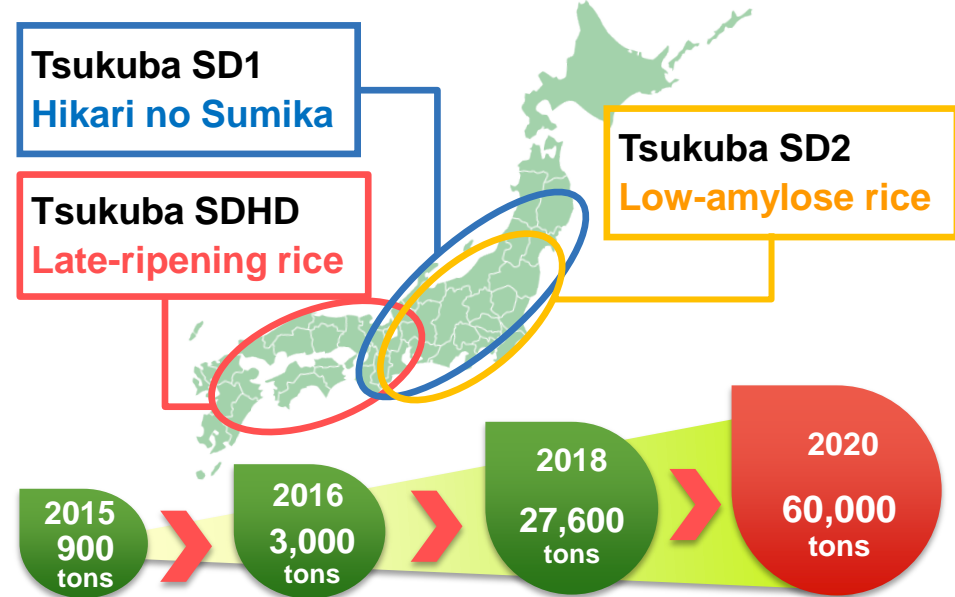 Tsukuba SD1
Hikari no Sumika
Tsukuba SD2
Low-amylose rice
Tsukuba SDHD
Late-ripening rice
2015
900
tons
2016
3,000
tons
2018
27,600
tons
2020
60,000
tons